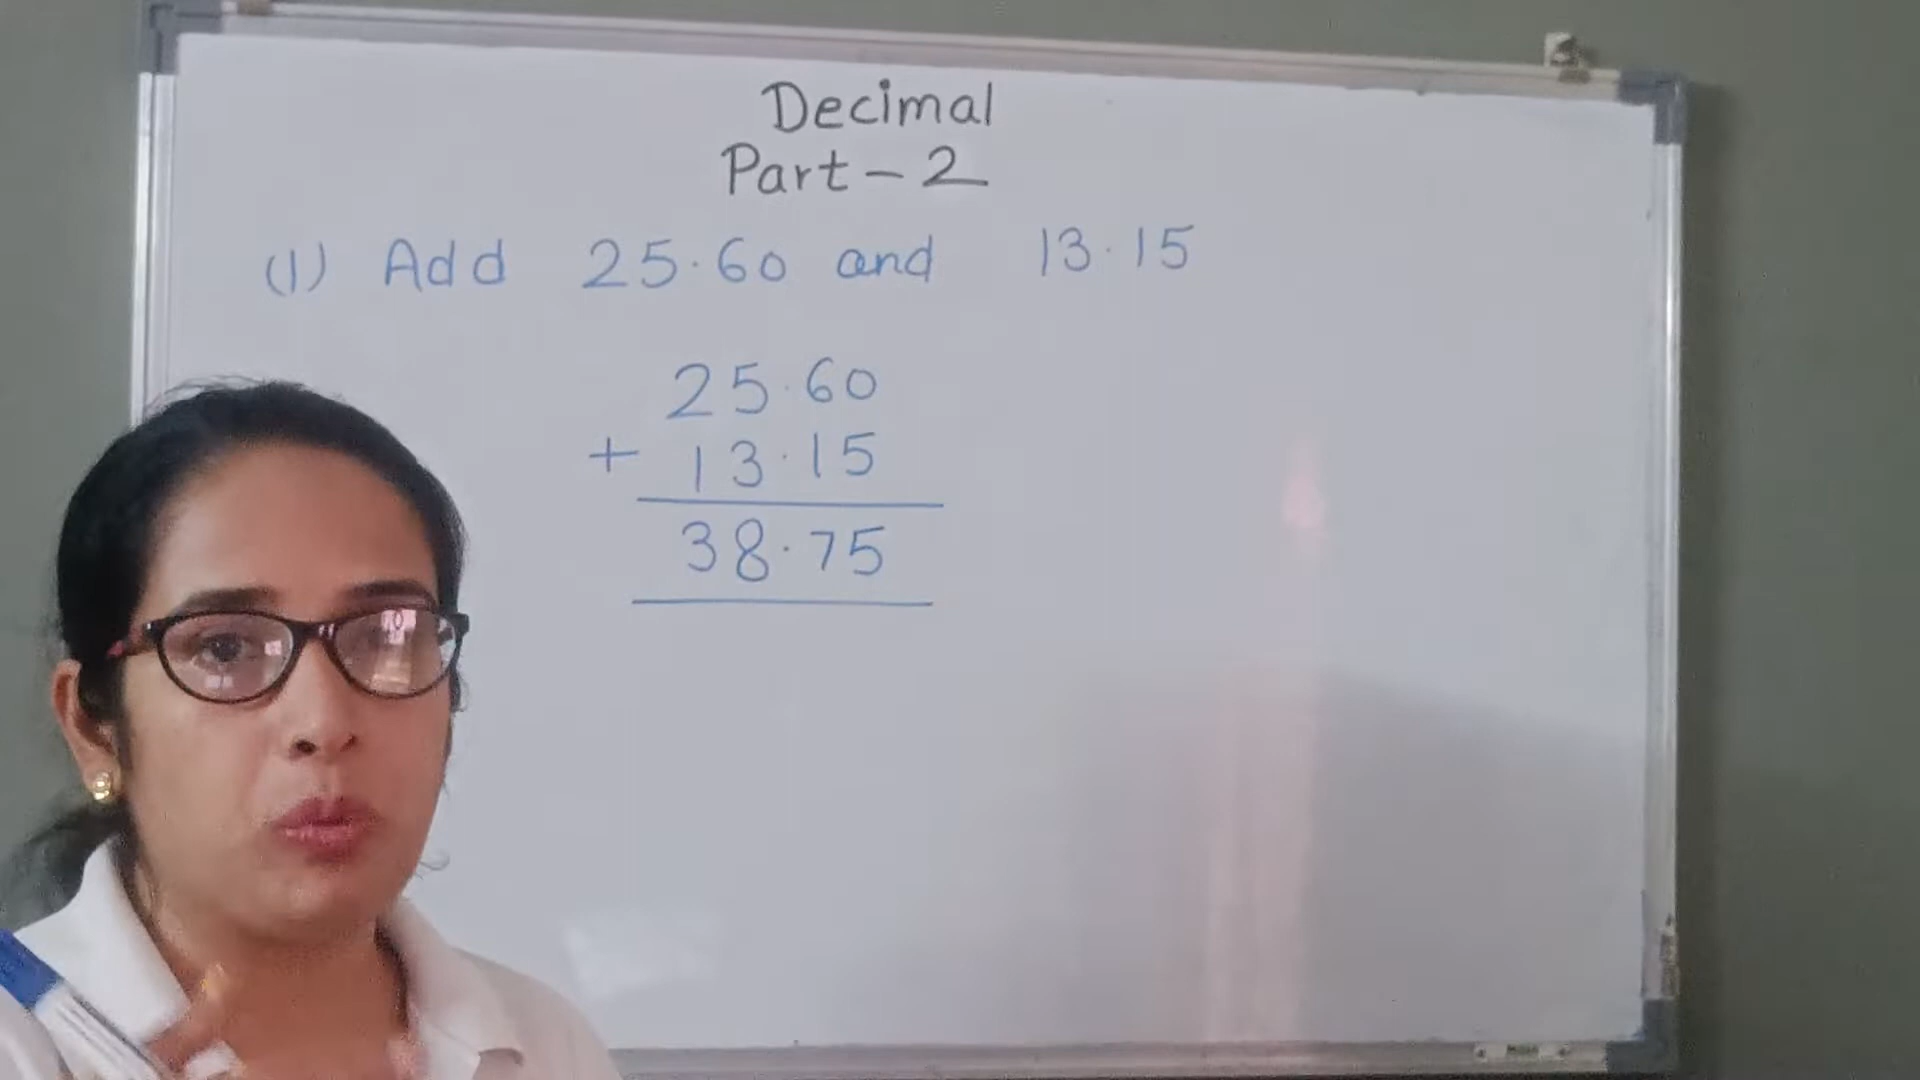 Decimal
Part - 2
(1) Add 25.60 and 13.15
25.60
+ 13.15
38.75